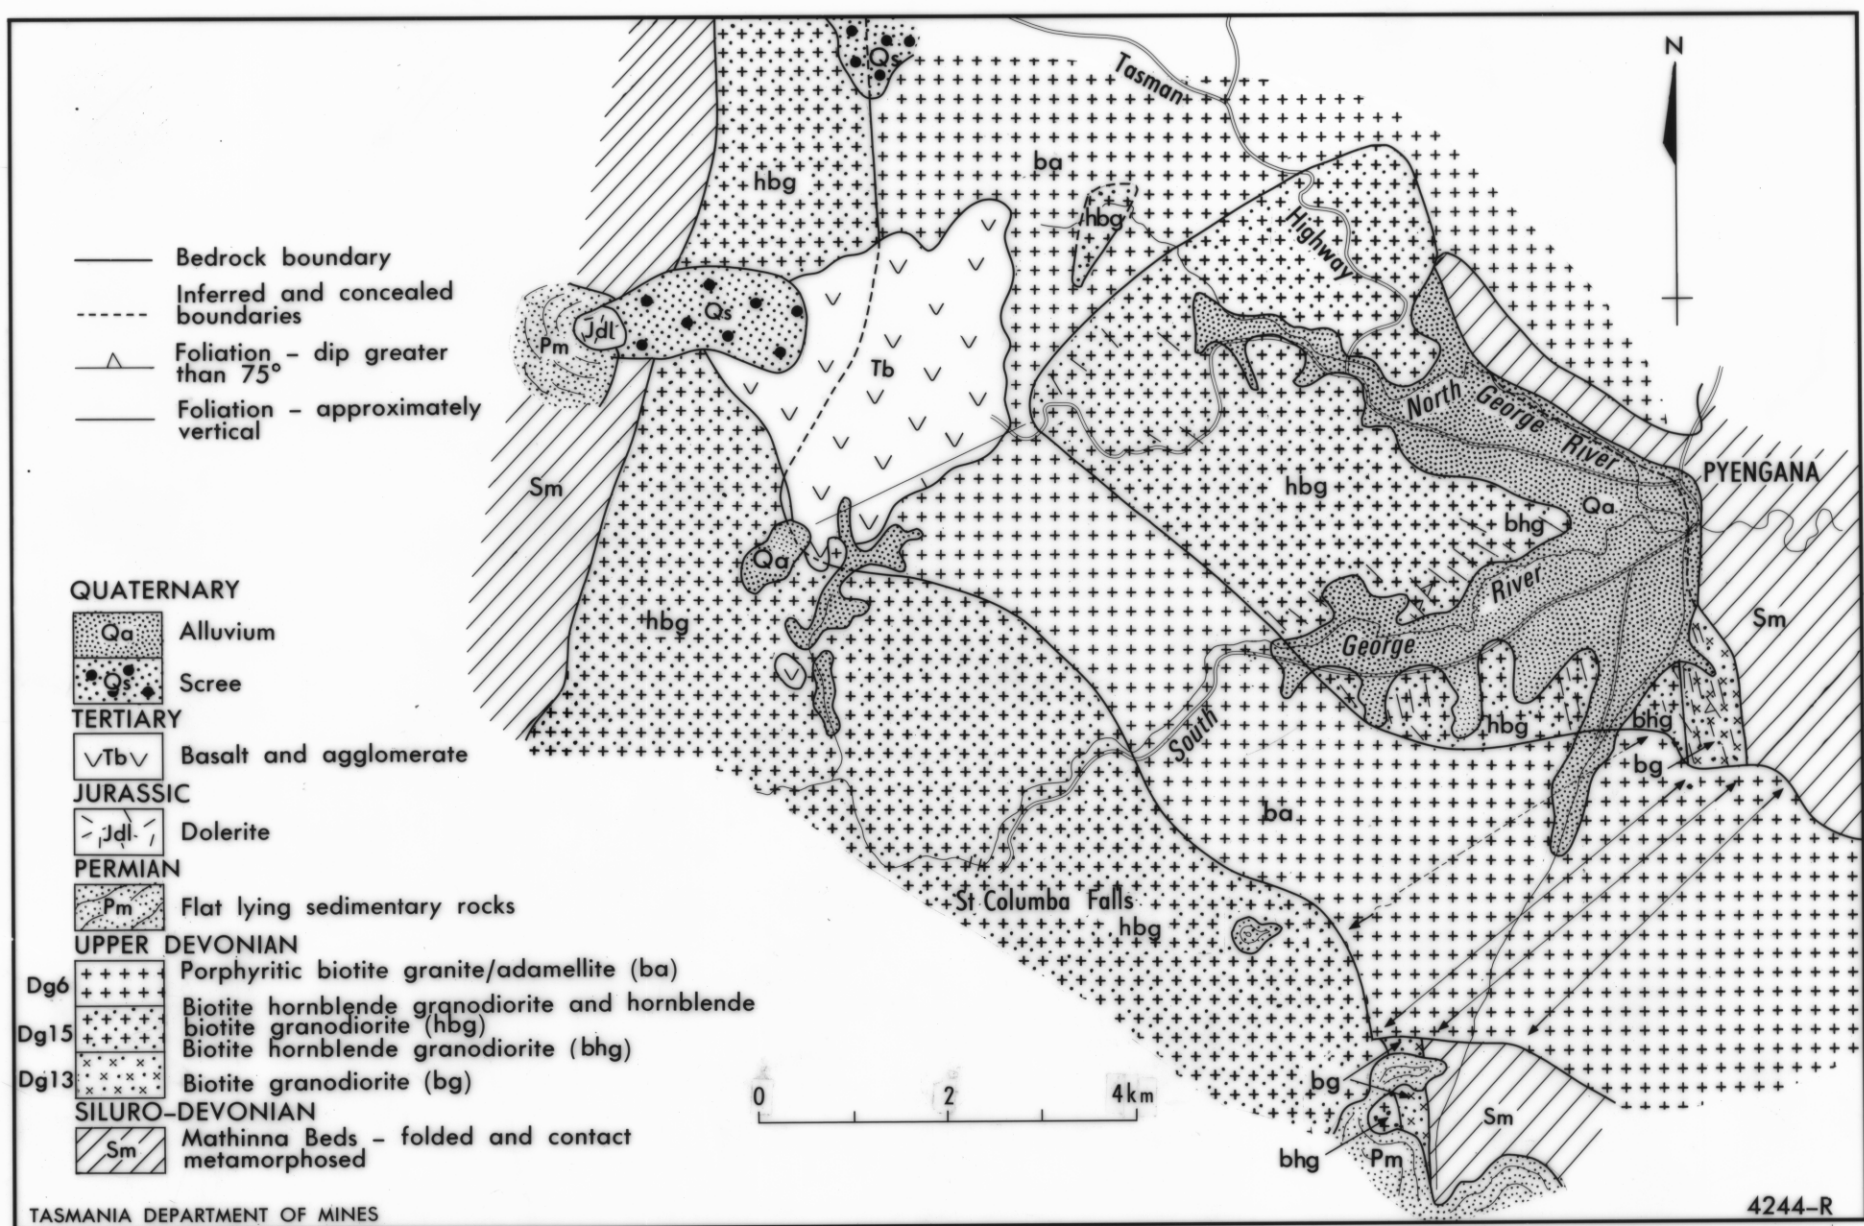 Qs
Tasman
N
ba
hbg
hbg
Highway
Bedrock boundary
Inferred and concealed
boundaries
Foliation – dip greater
than 75°
Foliation – approximately
vertical
Qs
Jdl
Pm
Tb
North George River
PYENGANA
Sm
hbg
Qa
bhg
Qa
River
George
South
Sm
hbg
hbg
bhg
bg
ba
St Columba Falls
hbg
bg
Sm
bhg
Pm
QUATERNARY
Qa Alluvium
Qs Scree
TERTIARY
Tb Basalt and agglomerate
JURASSIC
Jdl Dolerite
PERMIAN
Pm Flat lying sedimentary rocks
UPPER DEVONIAN
Dg6 Porphyritic biotite granite/adamellite (ba)
Dg15 Biotite hornblende granodiorite and hornblende
biotite granodiorite (hbg)
Biotite hornblende granodiorite (bhg)
Dg13 Biotite granodiorite (bg)
SILURO–DEVONIAN
Sm Mathinna Beds – folded and contact
metamorphosed
0 2 4 km
TASMANIA DEPARTMENT OF MINES
4244–R